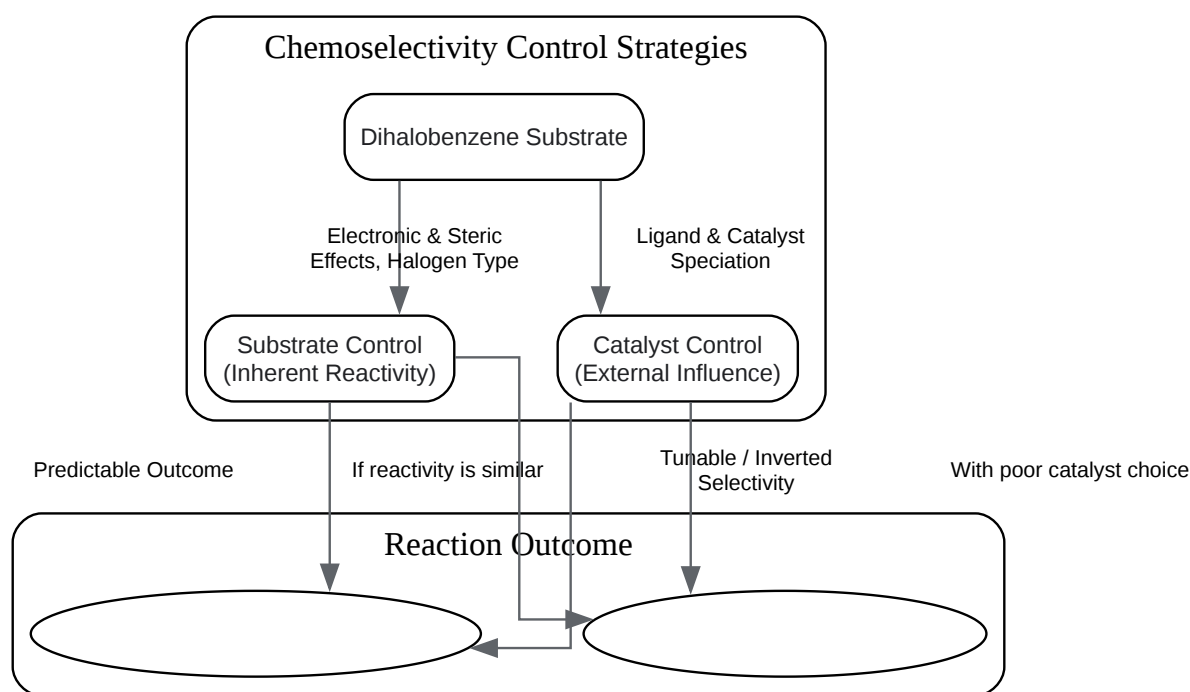 Chemoselectivity Control Strategies
Dihalobenzene Substrate
Electronic & Steric
Effects, Halogen Type
Ligand & Catalyst
Speciation
Substrate Control
(Inherent Reactivity)
Catalyst Control
(External Influence)
Predictable Outcome
If reactivity is similar
Tunable / Inverted
Selectivity
With poor catalyst choice
Reaction Outcome